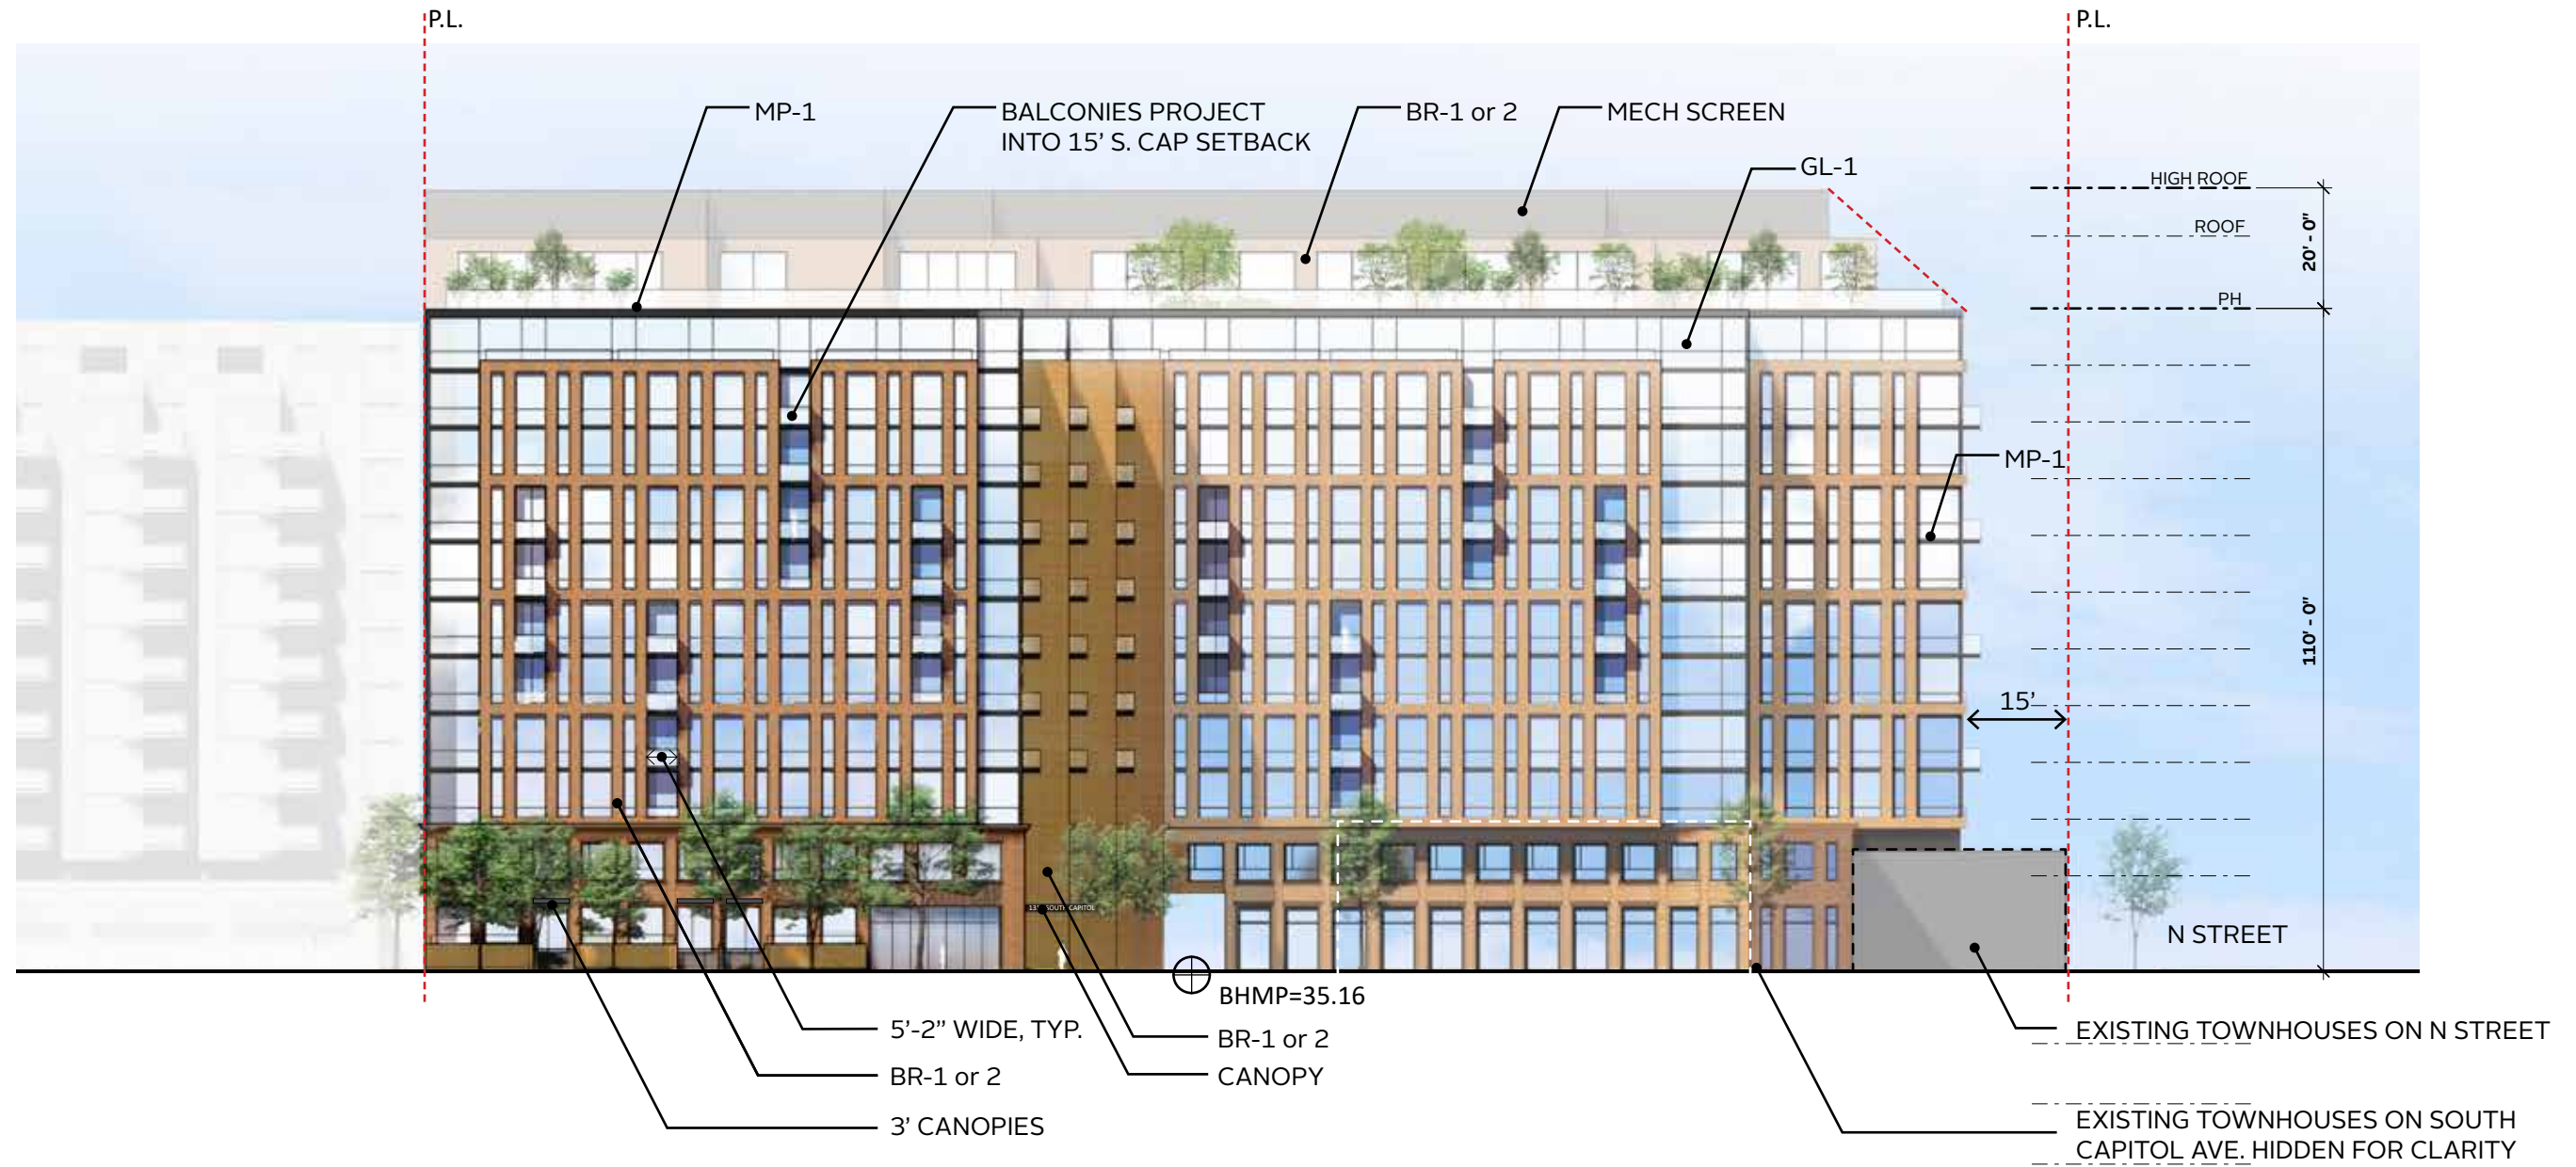 P.L.
P.L.
MP-1
BALCONIES PROJECT
INTO 15' S. CAP SETBACK
BR-1 or 2
MECH SCREEN
GL-1
HIGH ROOF
ROOF
20' - 0"
PH
MP-1
110' - 0"
15'
SOUTH CAPITOL
N STREET
BHMP=35.16
5'-2" WIDE, TYP.
BR-1 or 2
BR-1 or 2
CANOPY
3' CANOPIES
EXISTING TOWNHOUSES ON N STREET
EXISTING TOWNHOUSES ON SOUTH
CAPITOL AVE. HIDDEN FOR CLARITY